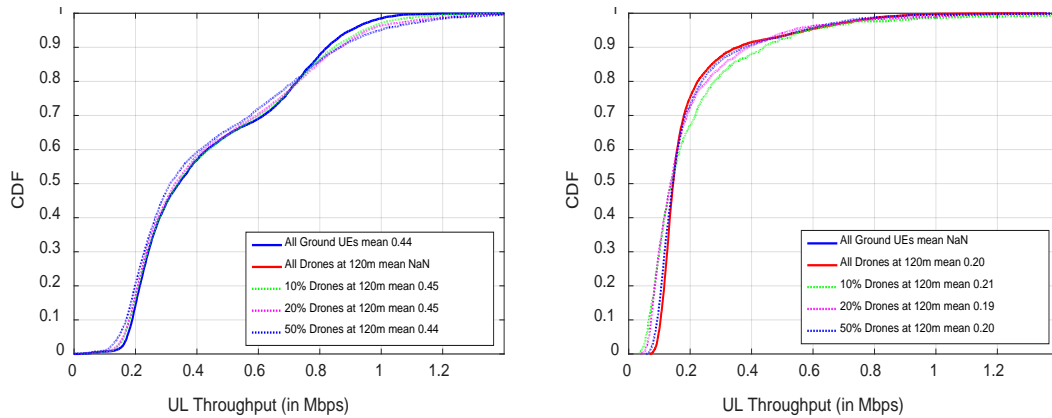 1
0.9
0.8
0.7
0.6
0.5
0.4
0.3
0.2
0.1
0
CDF
0 0.2 0.4 0.6 0.8 1 1.2
UL Throughput (in Mbps)
All Ground UEs mean 0.44
All Drones at 120m mean NaN
10% Drones at 120m mean 0.45
20% Drones at 120m mean 0.45
50% Drones at 120m mean 0.44
1
0.9
0.8
0.7
0.6
0.5
0.4
0.3
0.2
0.1
0
CDF
0 0.2 0.4 0.6 0.8 1 1.2
UL Throughput (in Mbps)
All Ground UEs mean NaN
All Drones at 120m mean 0.20
10% Drones at 120m mean 0.21
20% Drones at 120m mean 0.19
50% Drones at 120m mean 0.20